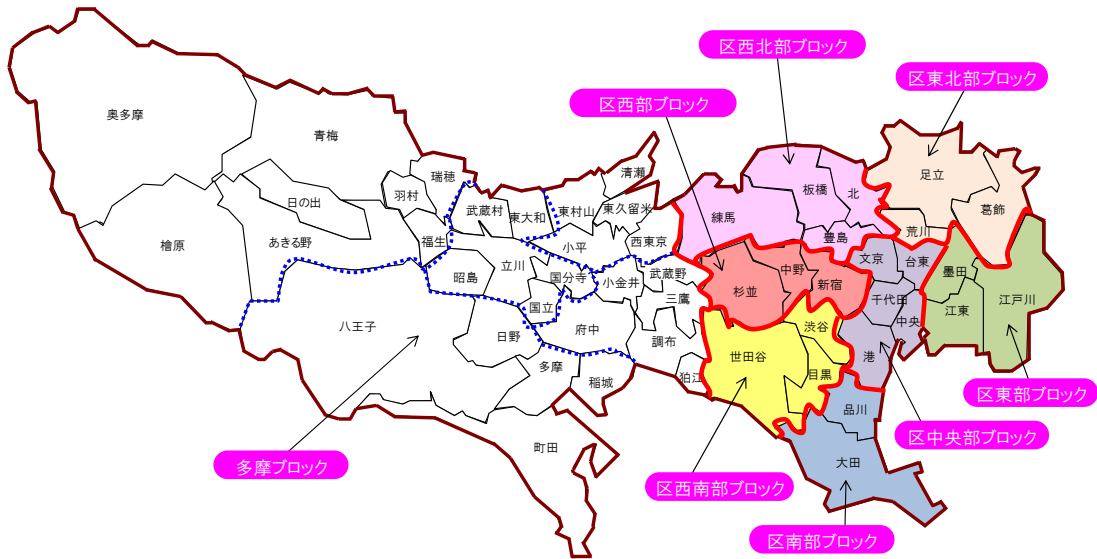 区西北部ブロック
区東北部ブロック
区西部ブロック
奥多摩
青梅
瑞穂
羽村
日の出
檜原
あきる野
福生
武蔵村
東大和
東村山
清瀬
東久留米
小平
西東京
昭島
立川
国分寺
小金井
武蔵野
三鷹
国立
八王子
日野
府中
調布
多摩
稲城
狛江
町田
練馬
板橋
北
豊島
足立
葛飾
荒川
杉並
中野
新宿
文京
台東
千代田
中央
港
墨田
江東
江戸川
渋谷
世田谷
目黒
品川
大田
区東部ブロック
区中央部ブロック
多摩ブロック
区西南部ブロック
区南部ブロック